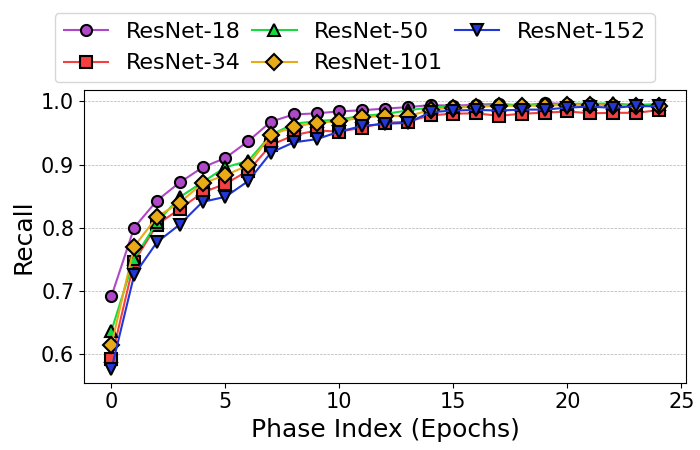 ResNet-18 ResNet-50 ResNet-152
ResNet-34 ResNet-101
1.0
0.9
0.8
0.7
0.6
Recall
0 5 10 15 20 25
Phase Index (Epochs)